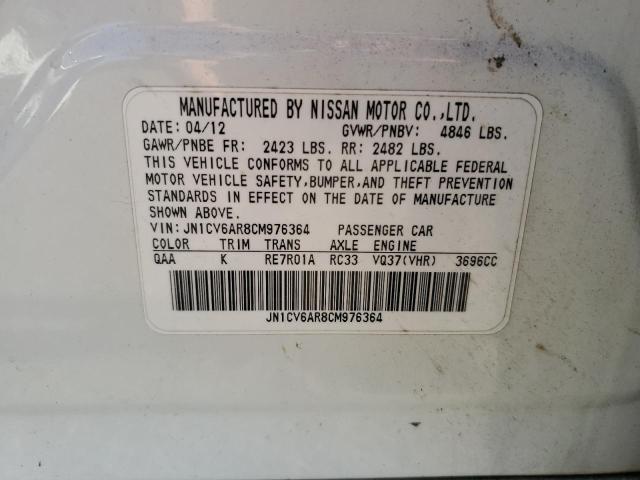 MANUFACTURED BY NISSAN MOTOR CO.,LTD.
DATE: 04/12 GVWR/PNBV: 4846 LBS.
GAWR/PNBE FR: 2423 LBS. RR: 2482 LBS.
THIS VEHICLE CONFORMS TO ALL APPLICABLE FEDERAL
MOTOR VEHICLE SAFETY,BUMPER,AND THEFT PREVENTION
STANDARDS IN EFFECT ON THE DATE OF MANUFACTURE
SHOWN ABOVE.
VIN: JN1CV6AR8CM976364 PASSENGER CAR
COLOR TRIM TRANS AXLE ENGINE
QAA K RE7R01A RC33 VQ37(VHR) 3696CC
JN1CV6AR8CM976364